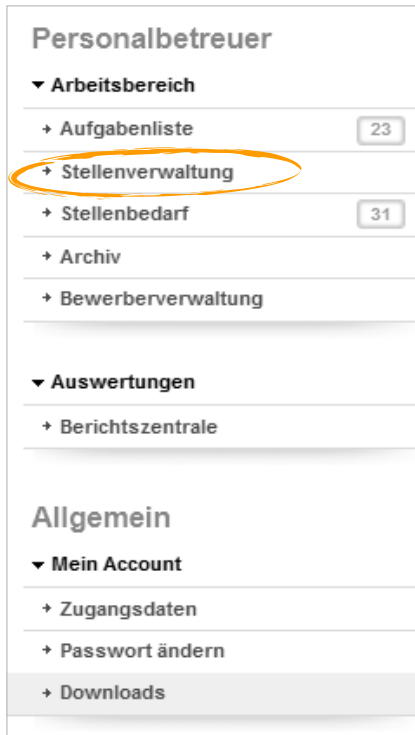 Personalbetreuer
Arbeitsbereich
Aufgabenliste 23
Stellenverwaltung
Stellenbedarf 31
Archiv
Bewerberverwaltung
Auswertungen
Berichtszentrale
Allgemein
Mein Account
Zugangsdaten
Passwort ändern
Downloads